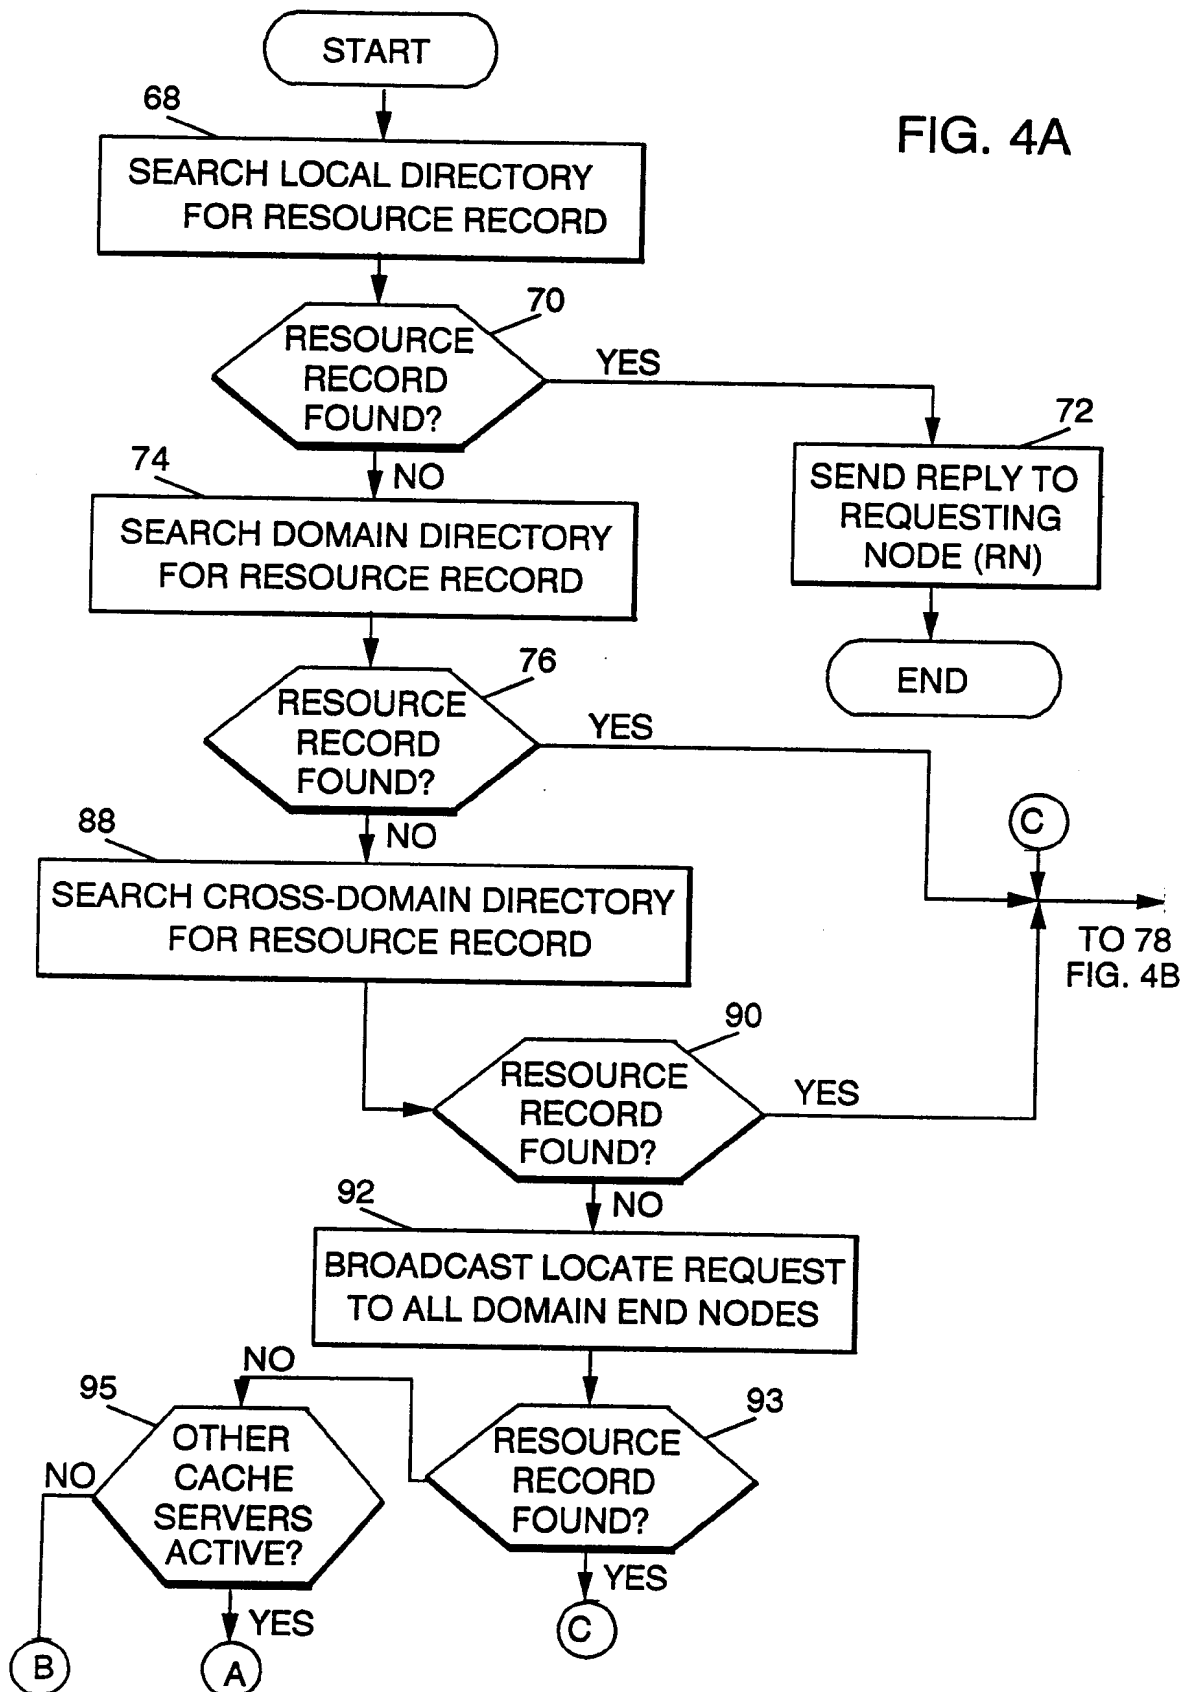 START
FIG. 4A
68
SEARCH LOCAL DIRECTORY
FOR RESOURCE RECORD
70
RESOURCE
RECORD
FOUND?
YES
72
SEND REPLY TO
REQUESTING
NODE (RN)
END
NO
74
SEARCH DOMAIN DIRECTORY
FOR RESOURCE RECORD
76
RESOURCE
RECORD
FOUND?
YES
C
TO 78
FIG. 4B
NO
88
SEARCH CROSS-DOMAIN DIRECTORY
FOR RESOURCE RECORD
90
RESOURCE
RECORD
FOUND?
YES
NO
92
BROADCAST LOCATE REQUEST
TO ALL DOMAIN END NODES
93
RESOURCE
RECORD
FOUND?
YES
C
NO
95
OTHER
CACHE
SERVERS
ACTIVE?
NO
B
YES
A